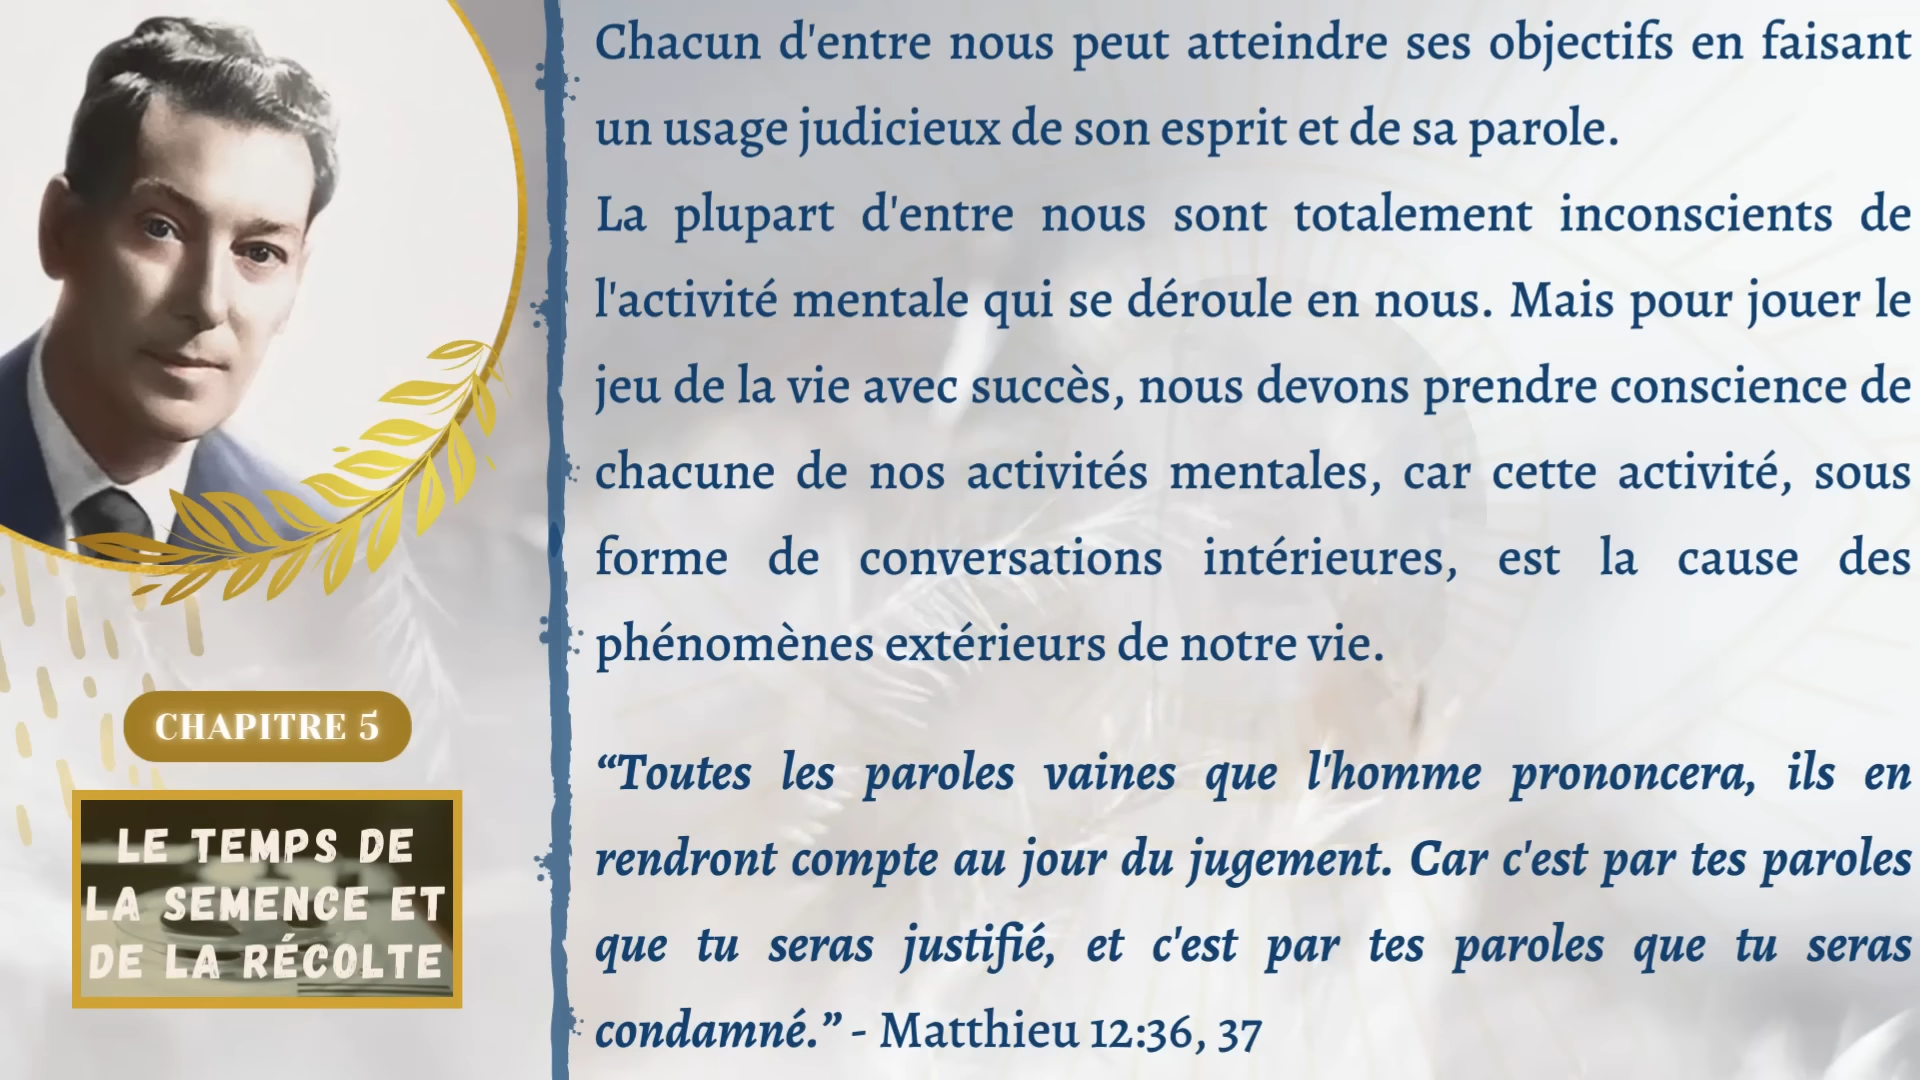 Chacun d'entre nous peut atteindre ses objectifs en faisant
un usage judicieux de son esprit et de sa parole.
La plupart d'entre nous sont totalement inconscients de
l'activité mentale qui se déroule en nous. Mais pour jouer le
jeu de la vie avec succès, nous devons prendre conscience de
chacune de nos activités mentales, car cette activité, sous
forme de conversations intérieures, est la cause des
phénomènes extérieurs de notre vie.
“Toutes les paroles vaines que l'homme prononcera, ils en
rendront compte au jour du jugement. Car c'est par tes paroles
que tu seras justifié, et c'est par tes paroles que tu seras
condamné.” - Matthieu 12:36, 37
CHAPITRE 5
LE TEMPS DE
LA SEMENCE ET
DE LA RÉCOLTE